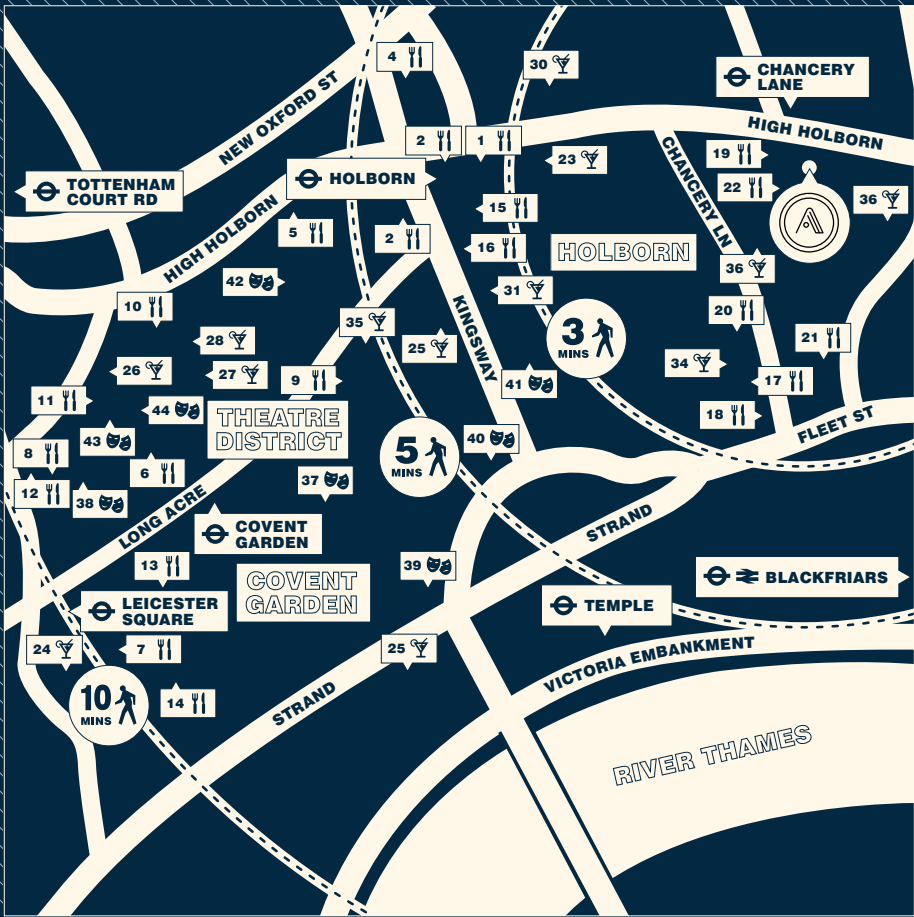 4
30
CHANCERY
LANE
NEW OXFORD ST
HIGH HOLBORN
2
1
23
19
CHANCERY LN
TOTTENHAM
COURT RD
HOLBORN
22
36
15
HIGH HOLBORN
5
2
16
HOLBORN
36
42
31
10
KINGSWAY
20
35
3
MINS
28
25
21
26
27
9
34
17
41
11
44
THEATRE
DISTRICT
18
FLEET ST
43
40
8
5
MINS
6
37
12
38
LONG ACRE
STRAND
COVENT
GARDEN
13
39
COVENT
GARDEN
BLACKFRIARS
LEICESTER
SQUARE
TEMPLE
24
7
25
VICTORIA EMBANKMENT
10
MINS
14
STRAND
RIVER THAMES